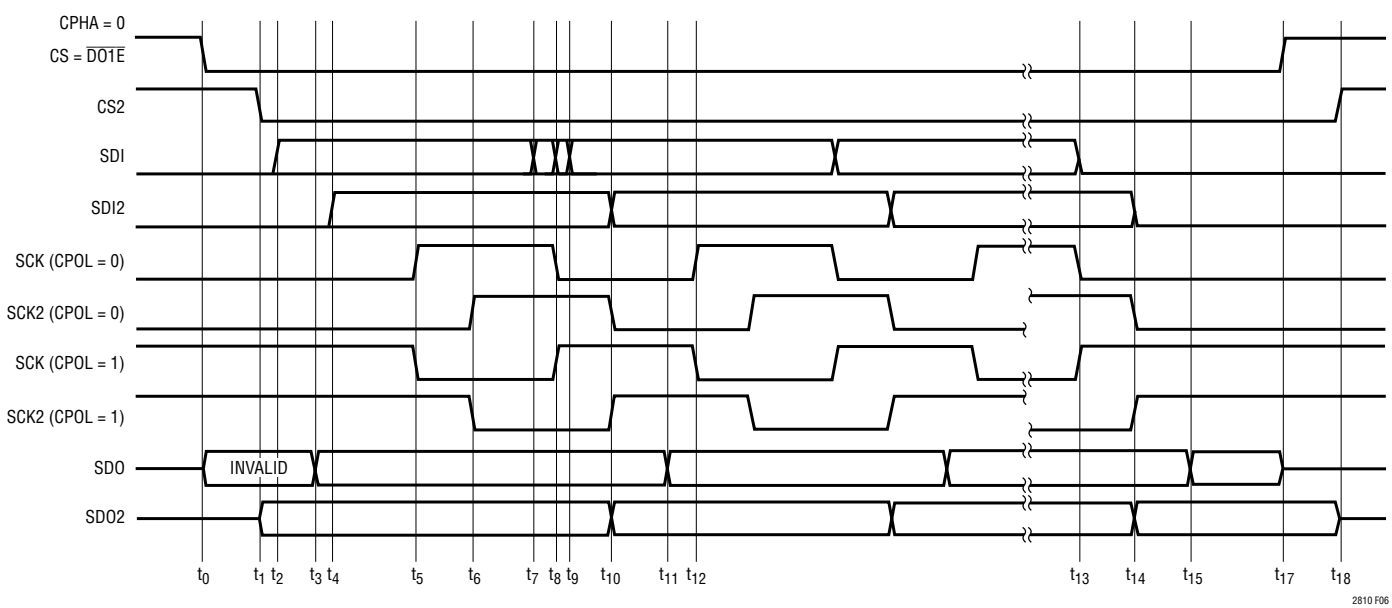 CPHA = 0
CS = D̅O̅1̅E̅
CS2
SDI
SDI2
SCK (CPOL = 0)
SCK2 (CPOL = 0)
SCK (CPOL = 1)
SCK2 (CPOL = 1)
SDO INVALID
SDO2
t0 t1 t2 t3 t4 t5 t6 t7 t8 t9 t10 t11 t12 t13 t14 t15 t17 t18
2810 F06